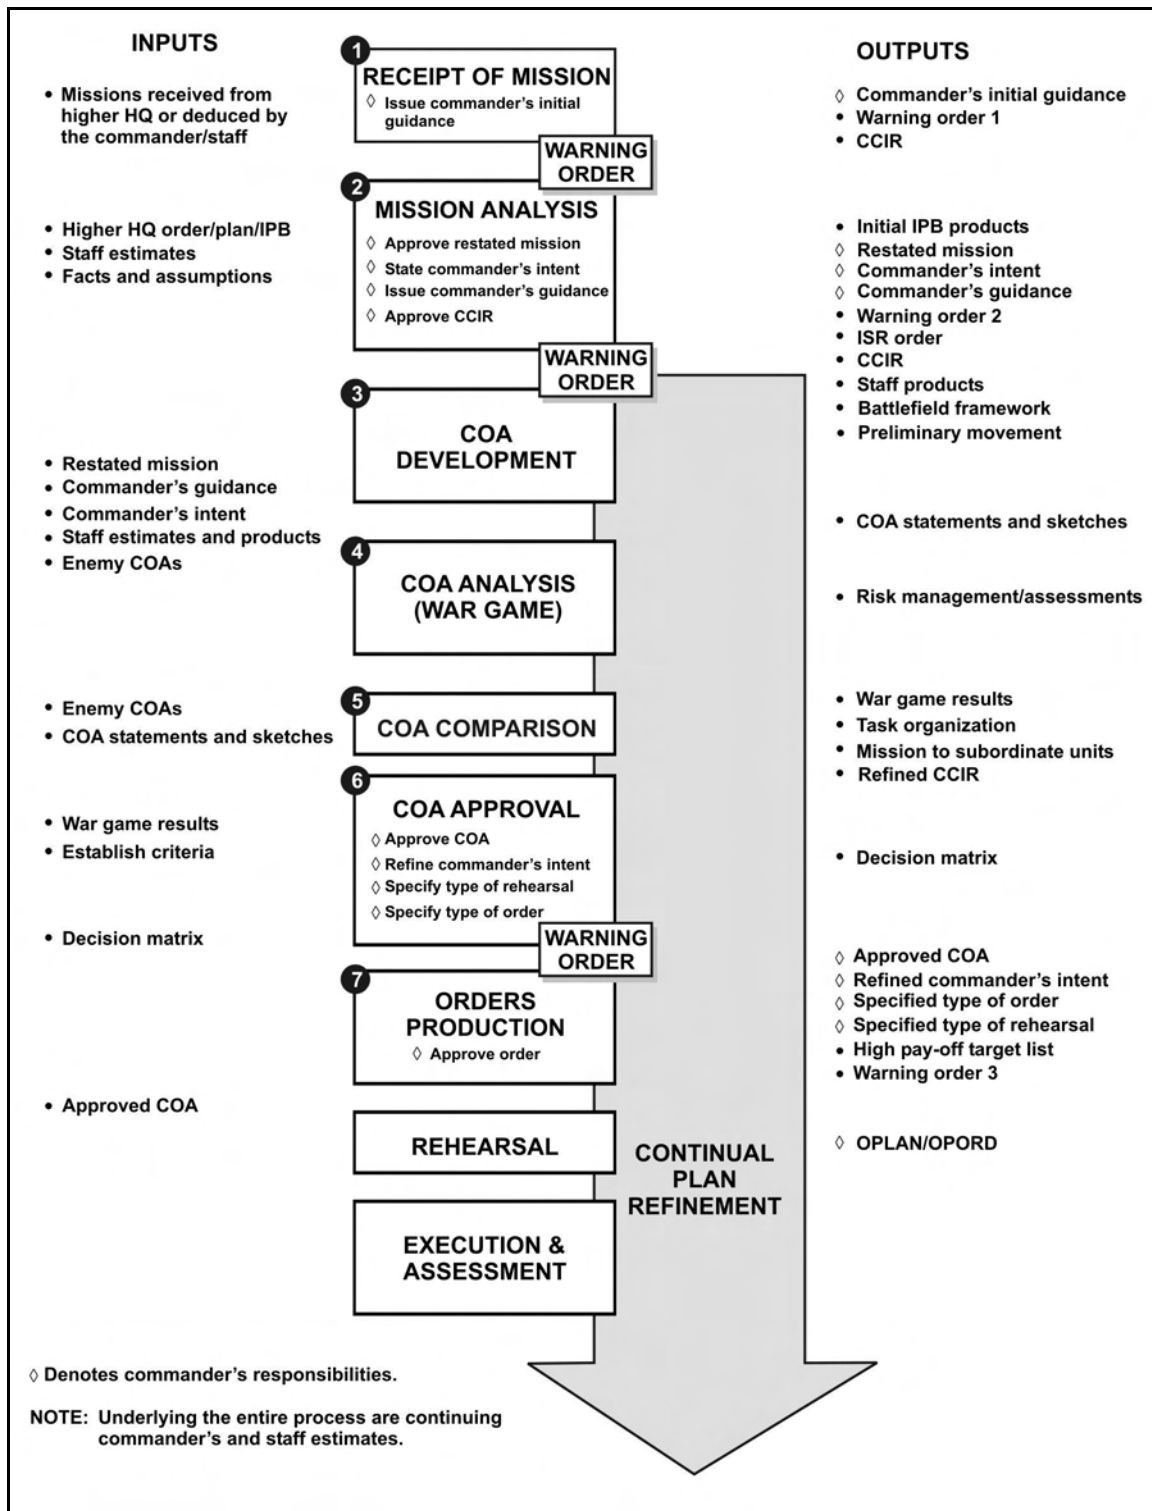 INPUTS
• Missions received from
higher HQ or deduced by
the commander/staff
• Higher HQ order/plan/IPB
• Staff estimates
• Facts and assumptions
• Restated mission
• Commander's guidance
• Commander's intent
• Staff estimates and products
• Enemy COAs
• Enemy COAs
• COA statements and sketches
• War game results
• Establish criteria
• Decision matrix
• Approved COA
1
RECEIPT OF MISSION
◊ Issue commander's initial
guidance
WARNING
ORDER
2
MISSION ANALYSIS
◊ Approve restated mission
◊ State commander's intent
◊ Issue commander's guidance
◊ Approve CCIR
WARNING
ORDER
3
COA
DEVELOPMENT
4
COA ANALYSIS
(WAR GAME)
5
COA COMPARISON
6
COA APPROVAL
◊ Approve COA
◊ Refine commander's intent
◊ Specify type of rehearsal
◊ Specify type of order
WARNING
ORDER
7
ORDERS
PRODUCTION
◊ Approve order
REHEARSAL
EXECUTION &
ASSESSMENT
CONTINUAL
PLAN
REFINEMENT
OUTPUTS
◊ Commander's initial guidance
• Warning order 1
• CCIR
• Initial IPB products
◊ Restated mission
◊ Commander's intent
◊ Commander's guidance
• Warning order 2
• ISR order
• CCIR
• Staff products
• Battlefield framework
• Preliminary movement
• COA statements and sketches
• Risk management/assessments
• War game results
• Task organization
• Mission to subordinate units
• Refined CCIR
• Decision matrix
◊ Approved COA
◊ Refined commander's intent
◊ Specified type of order
◊ Specified type of rehearsal
• High pay-off target list
• Warning order 3
◊ OPLAN/OPORD
◊ Denotes commander's responsibilities.
NOTE: Underlying the entire process are continuing
commander's and staff estimates.